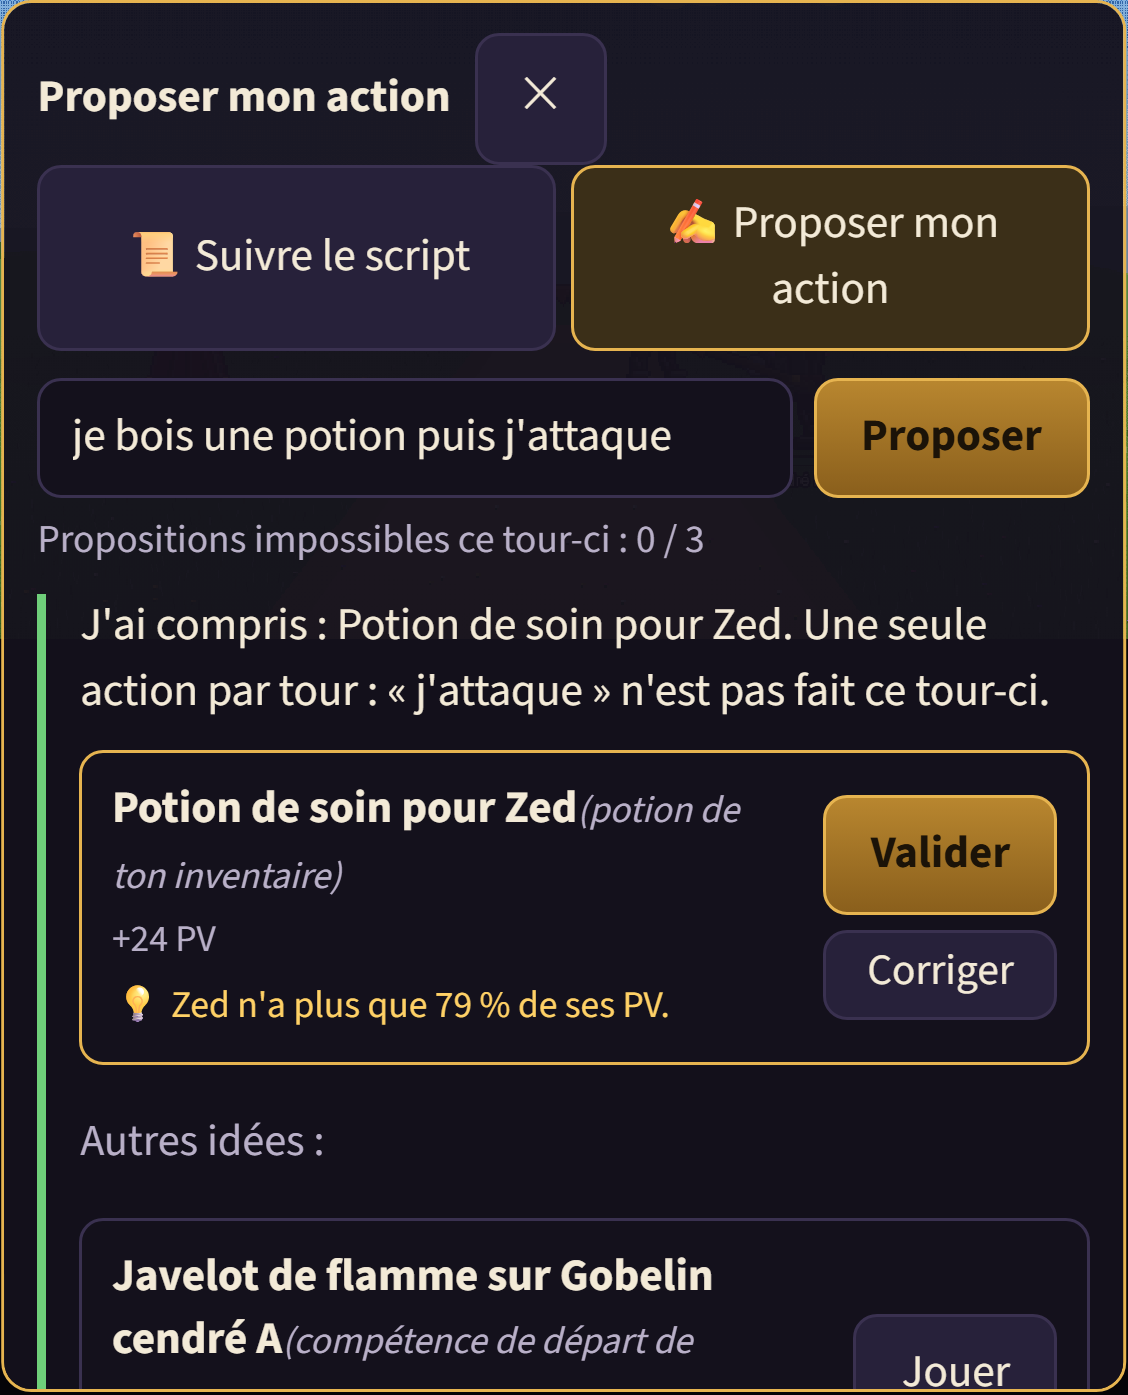 Proposer mon action
📜 Suivre le script
✍️ Proposer mon
action
je bois une potion puis j'attaque
Proposer
Propositions impossibles ce tour-ci : 0 / 3
J'ai compris : Potion de soin pour Zed. Une seule
action par tour : « j'attaque » n'est pas fait ce tour-ci.
Potion de soin pour Zed(potion de
ton inventaire)
+24 PV
💡 Zed n'a plus que 79 % de ses PV.
Valider
Corriger
Autres idées :
Javelot de flamme sur Gobelin
cendré A(compétence de départ de
Jouer